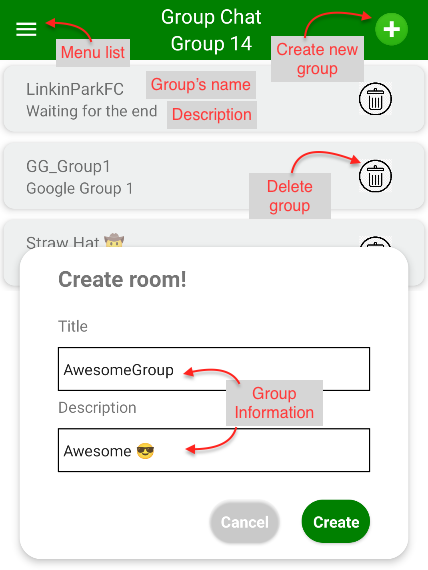 Group Chat
Group 14
Menu list
Create new
group
LinkinParkFC
Group's name
Waiting for the end
Description
GG_Group1
Google Group 1
Delete
group
Straw Hat 🤠
Create room!
Title
AwesomeGroup
Group
Information
Description
Awesome 😎
Cancel
Create